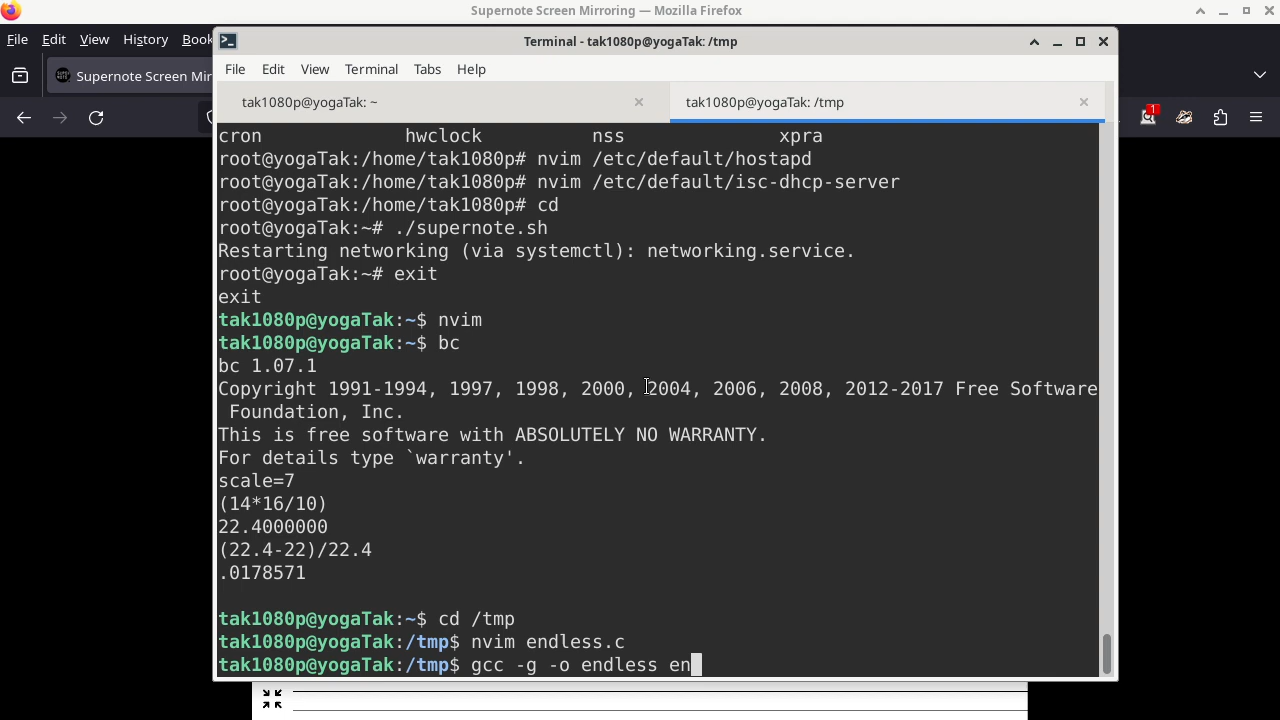 Supernote Screen Mirroring — Mozilla Firefox
File Edit View History Book
Supernote Screen Mir
1
Terminal - tak1080p@yogaTak: /tmp
File Edit View Terminal Tabs Help
tak1080p@yogaTak: ~
tak1080p@yogaTak: /tmp
cron hwclock nss xpra
root@yogaTak:/home/tak1080p# nvim /etc/default/hostapd
root@yogaTak:/home/tak1080p# nvim /etc/default/isc-dhcp-server
root@yogaTak:/home/tak1080p# cd
root@yogaTak:~# ./supernote.sh
Restarting networking (via systemctl): networking.service.
root@yogaTak:~# exit
exit
tak1080p@yogaTak:~$ nvim
tak1080p@yogaTak:~$ bc
bc 1.07.1
Copyright 1991-1994, 1997, 1998, 2000, 2004, 2006, 2008, 2012-2017 Free Software
Foundation, Inc.
This is free software with ABSOLUTELY NO WARRANTY.
For details type `warranty'.
scale=7
(14*16/10)
22.4000000
(22.4-22)/22.4
.0178571
tak1080p@yogaTak:~$ cd /tmp
tak1080p@yogaTak:/tmp$ nvim endless.c
tak1080p@yogaTak:/tmp$ gcc -g -o endless en